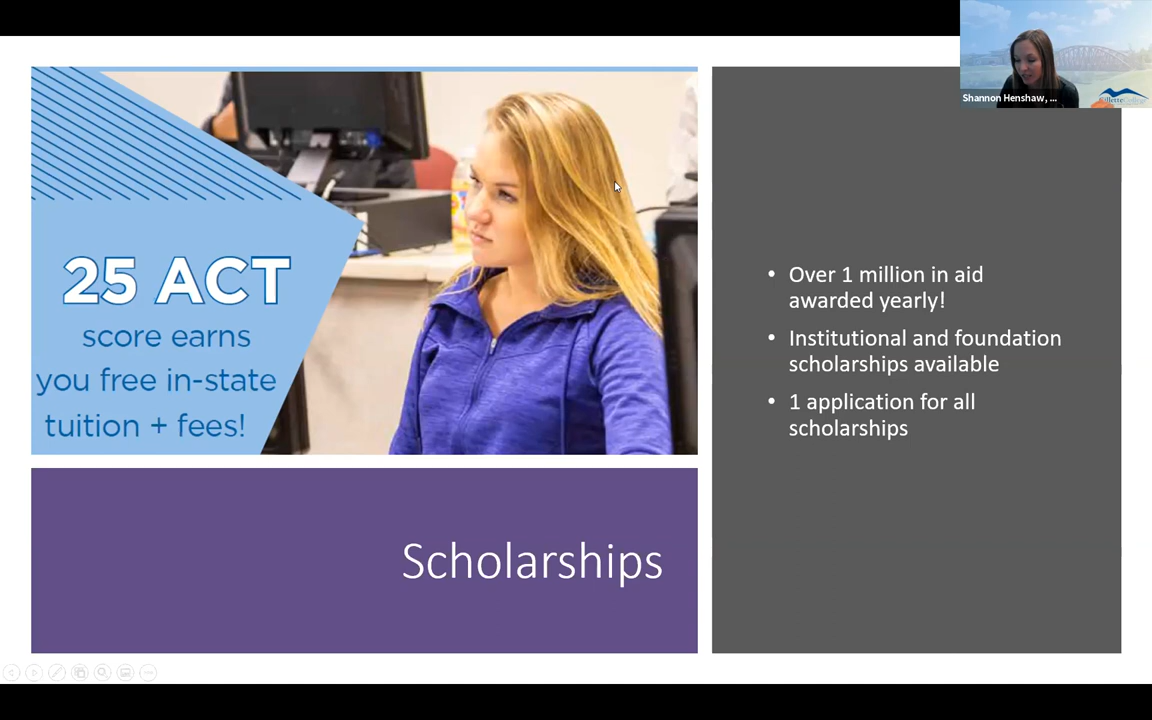 Shannon Henshaw, ...
25 ACT
score earns
you free in-state
tuition + fees!
Scholarships
• Over 1 million in aid
awarded yearly!
• Institutional and foundation
scholarships available
• 1 application for all
scholarships